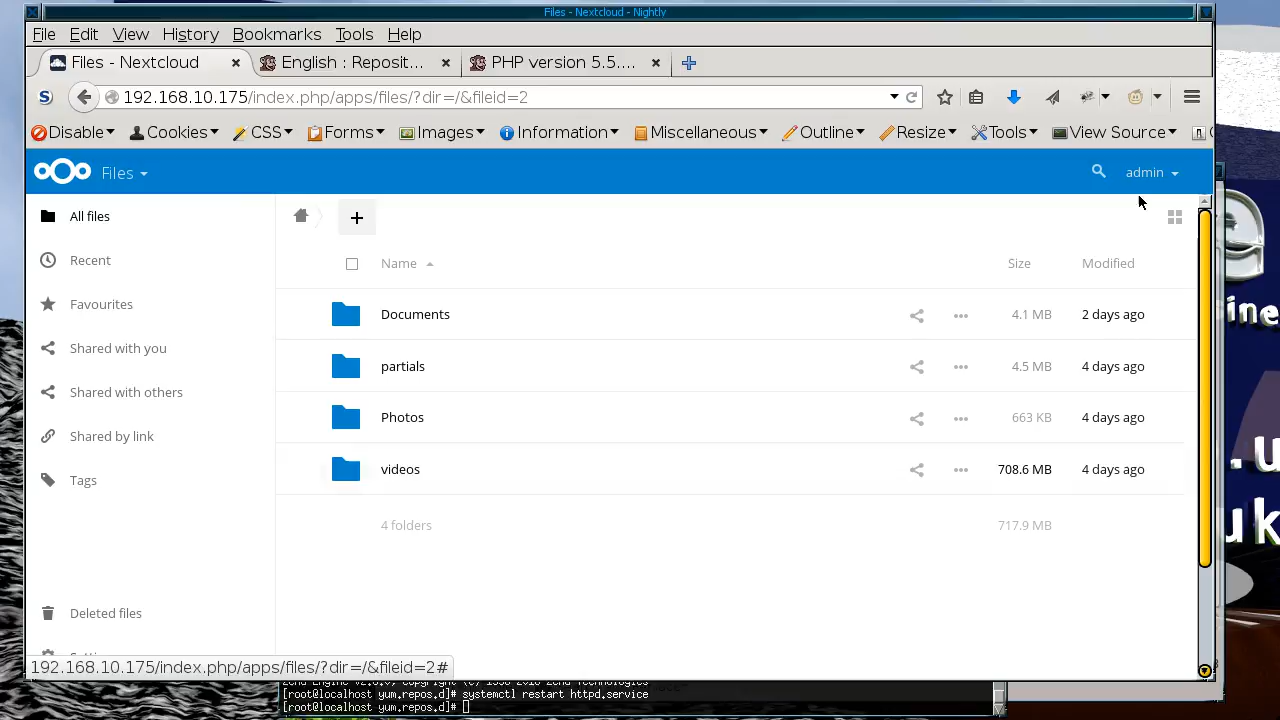 Files - Nextcloud - Nightly
File Edit View History Bookmarks Tools Help
Files - Nextcloud × English : Reposit... × PHP version 5.5.... ×
192.168.10.175/index.php/apps/files/?dir=/&fileid=2
Disable Cookies CSS Forms Images Information Miscellaneous Outline Resize Tools View Source
Files admin
All files
Recent
Favourites
Shared with you
Shared with others
Shared by link
Tags
Deleted files
Name Size Modified
Documents 4.1 MB 2 days ago
partials 4.5 MB 4 days ago
Photos 663 KB 4 days ago
videos 708.6 MB 4 days ago
4 folders 717.9 MB
192.168.10.175/index.php/apps/files/?dir=/&fileid=2#
[root@localhost yum.repos.d]# systemctl restart httpd.service
[root@localhost yum.repos.d]#